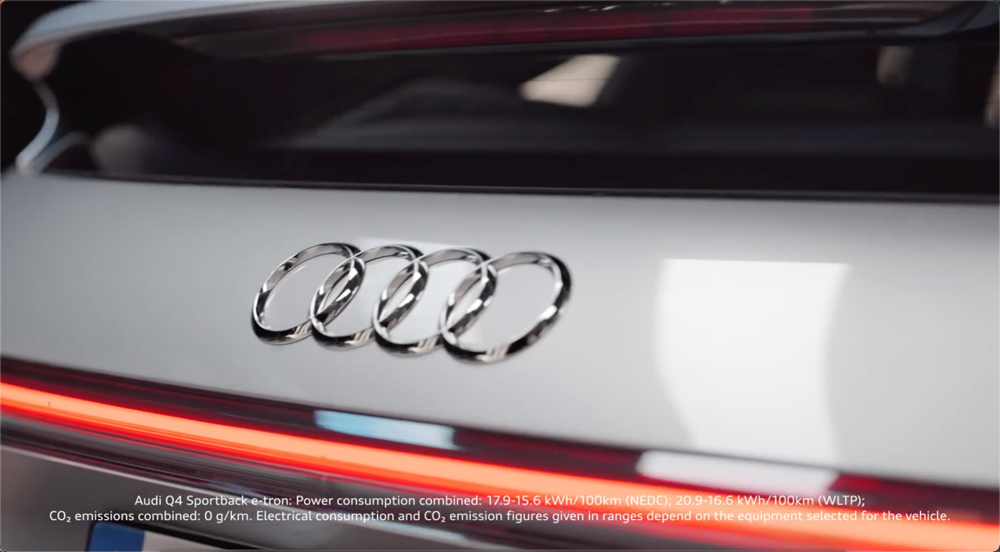 Audi Q4 Sportback e-tron: Power consumption combined: 17.9-15.6 kWh/100km (NEDC); 20.9-16.6 kWh/100km (WLTP);
CO₂ emissions combined: 0 g/km. Electrical consumption and CO₂ emission figures given in ranges depend on the equipment selected for the vehicle.